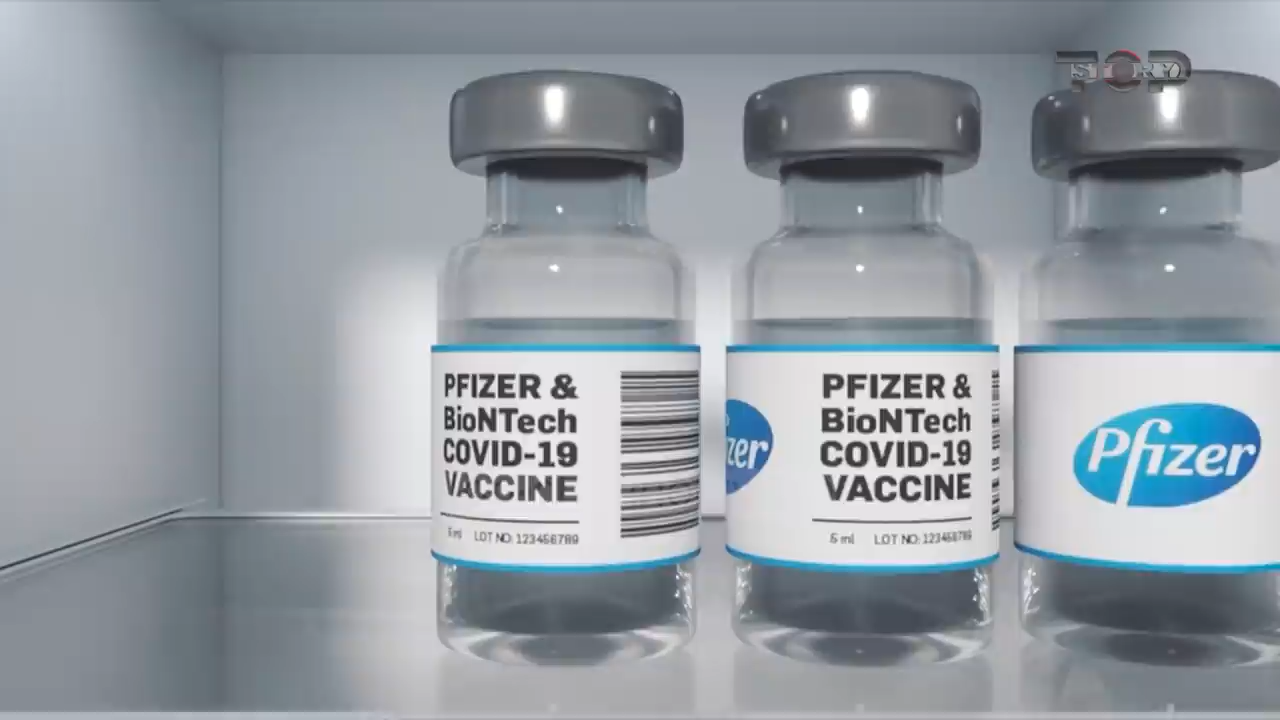 TOP
STORY
PFIZER &
BioNTech
COVID-19
VACCINE
5 ml LOT NO: 123456789
zer
PFIZER &
BioNTech
COVID-19
VACCINE
5 ml LOT NO: 123456789
Pfizer